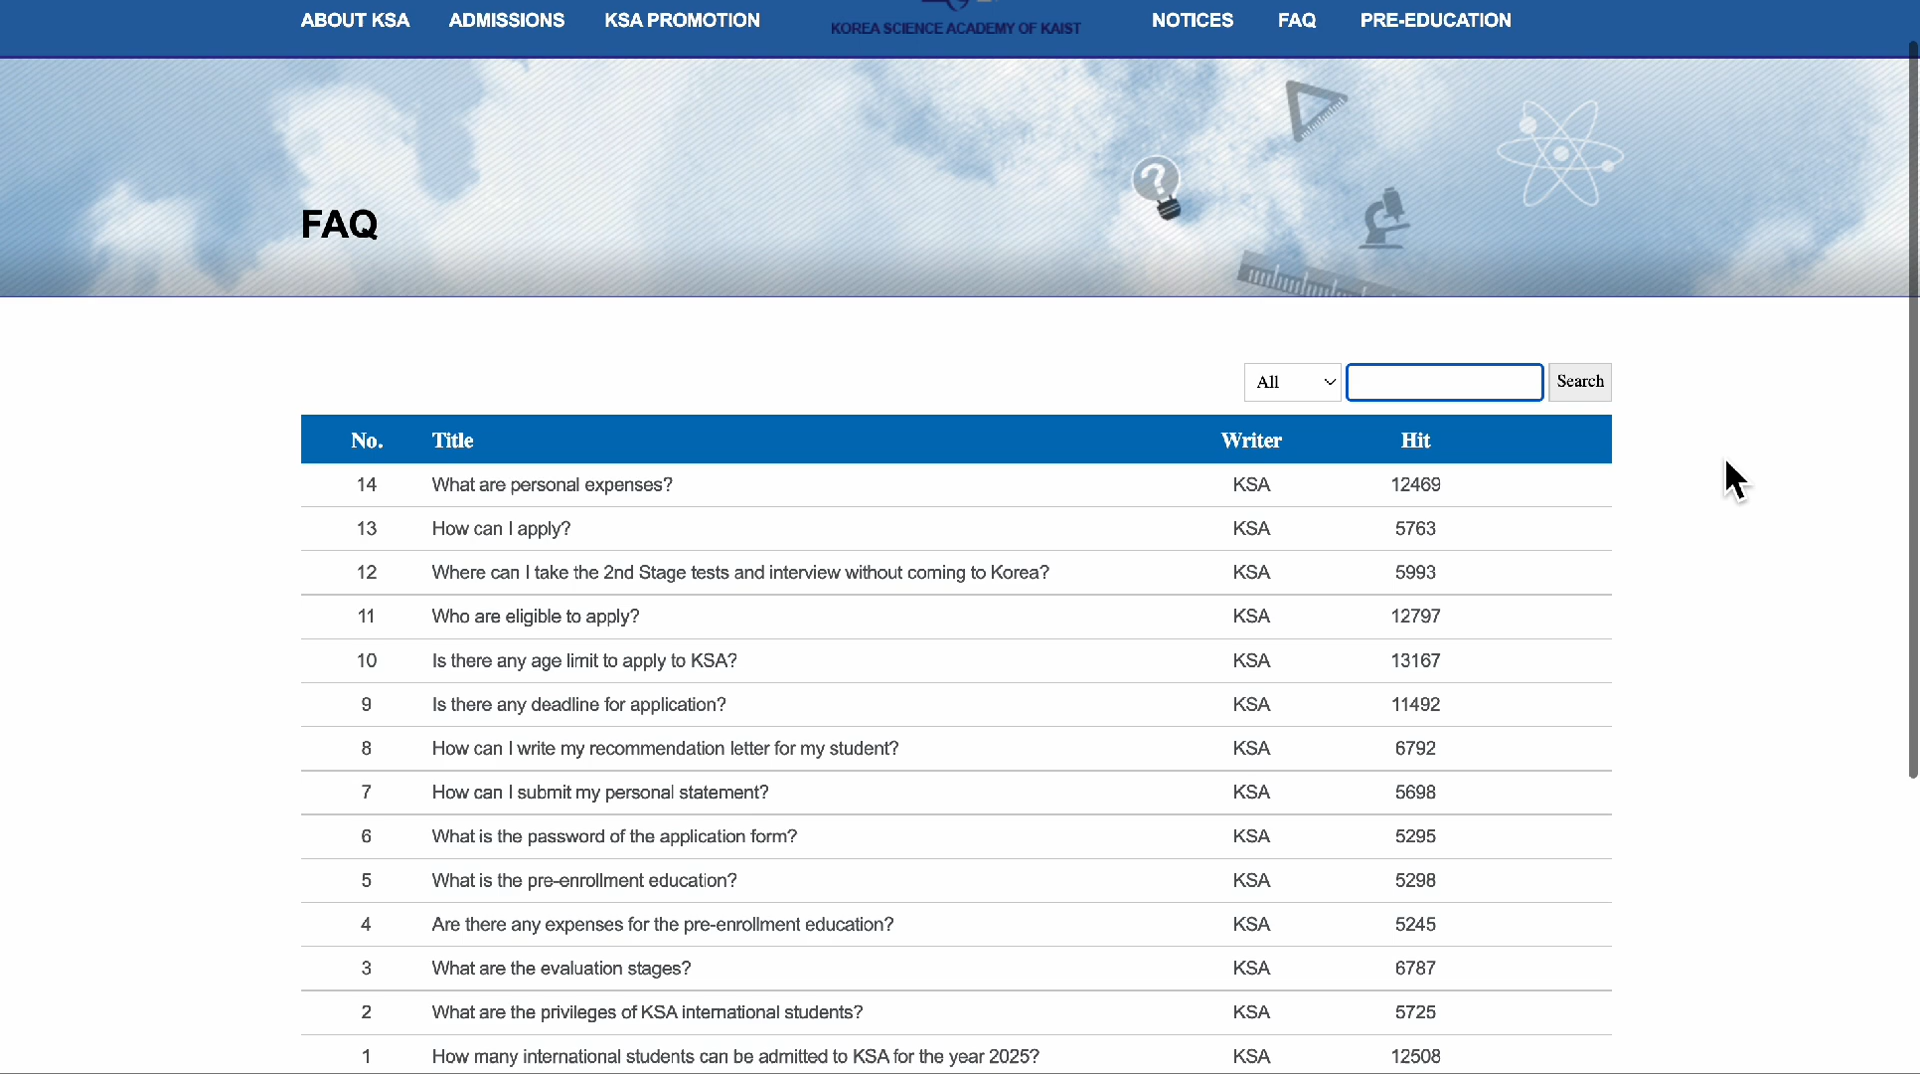 ABOUT KSA ADMISSIONS KSA PROMOTION KOREA SCIENCE ACADEMY OF KAIST NOTICES FAQ PRE-EDUCATION
?
FAQ
All Search
No. Title Writer Hit
14 What are personal expenses? KSA 12469
13 How can I apply? KSA 5763
12 Where can I take the 2nd Stage tests and interview without coming to Korea? KSA 5993
11 Who are eligible to apply? KSA 12797
10 Is there any age limit to apply to KSA? KSA 13167
9 Is there any deadline for application? KSA 11492
8 How can I write my recommendation letter for my student? KSA 6792
7 How can I submit my personal statement? KSA 5698
6 What is the password of the application form? KSA 5295
5 What is the pre-enrollment education? KSA 5298
4 Are there any expenses for the pre-enrollment education? KSA 5245
3 What are the evaluation stages? KSA 6787
2 What are the privileges of KSA international students? KSA 5725
1 How many international students can be admitted to KSA for the year 2025? KSA 12508